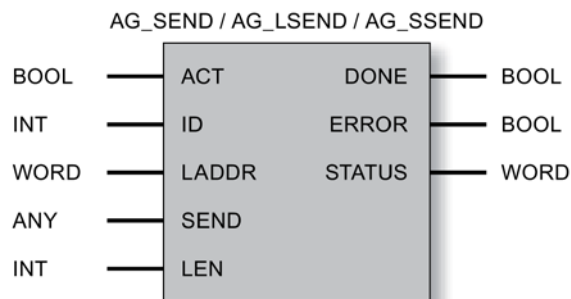 AG_SEND / AG_LSEND / AG_SSEND
BOOL ACT DONE BOOL
INT ID ERROR BOOL
WORD LADDR STATUS WORD
ANY SEND
INT LEN